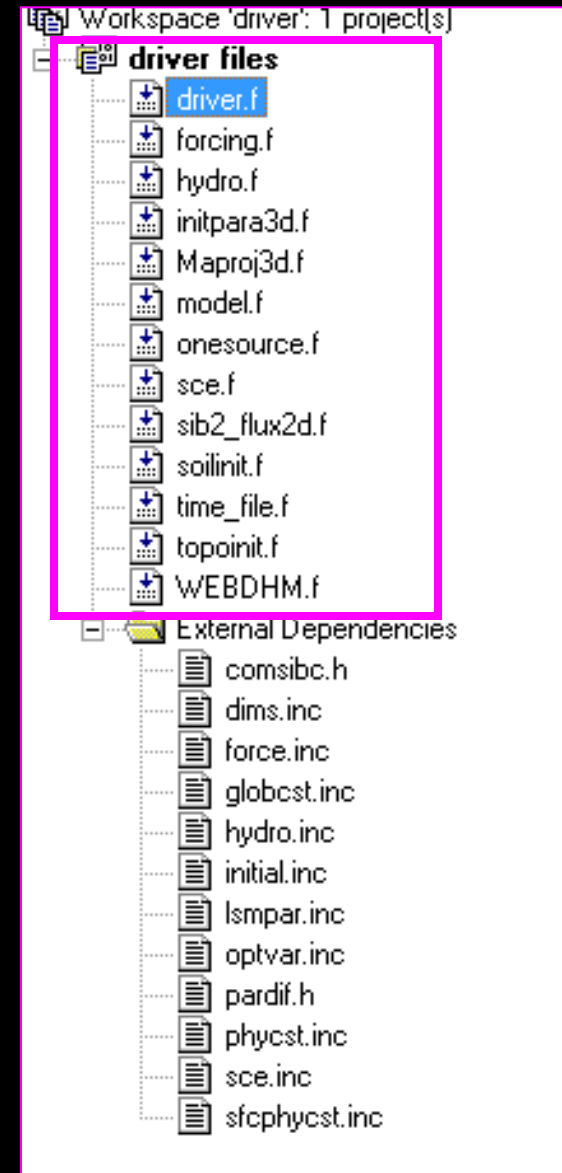 Workspace 'driver': 1 project(s)
driver files
driver.f
forcing.f
hydro.f
initpara3d.f
Maproj3d.f
model.f
onesource.f
sce.f
sib2_flux2d.f
soilinit.f
time_file.f
topoinit.f
WEBDHM.f
External Dependencies
comsibc.h
dims.inc
force.inc
globcst.inc
hydro.inc
initial.inc
lsmpar.inc
optvar.inc
pardif.h
phycst.inc
sce.inc
sfcphycst.inc